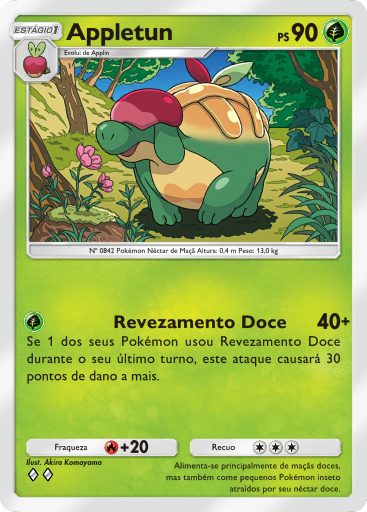 ESTÁGIO 1
Appletun
PS 90
Evolui de Applin
Nº 0842 Pokémon Néctar de Maçã Altura: 0,4 m Peso: 13,0 kg
Revezamento Doce 40+
Se 1 dos seus Pokémon usou Revezamento Doce
durante o seu último turno, este ataque causará 30
pontos de dano a mais.
Fraqueza +20
Recuo
Ilust. Akira Komayama
Alimenta-se principalmente de maçãs doces,
mas também come pequenos Pokémon inseto
atraídos por seu néctar doce.